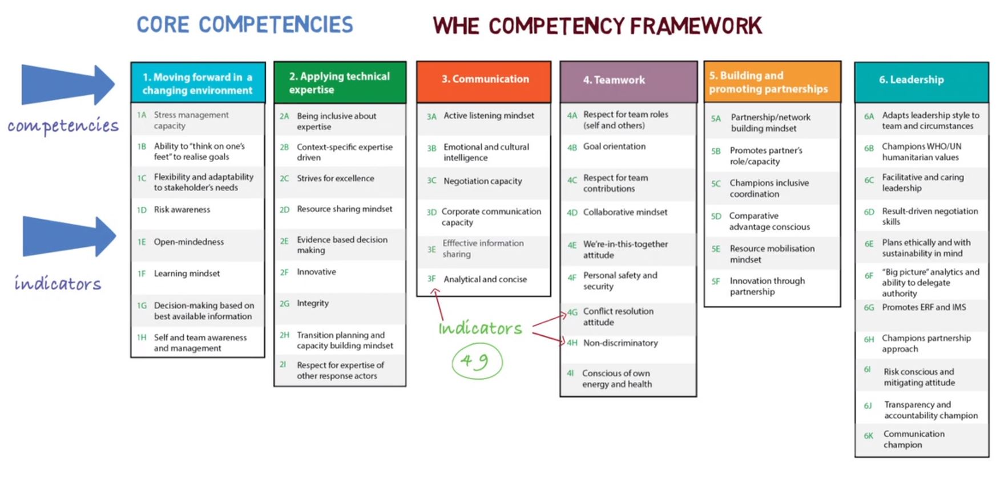 CORE COMPETENCIES
WHE COMPETENCY FRAMEWORK
competencies
indicators
1. Moving forward in a
changing environment
1A Stress management
capacity
1B Ability to "think on one's
feet" to realise goals
1C Flexibility and adaptability
to stakeholder's needs
1D Risk awareness
1E Open-mindedness
1F Learning mindset
1G Decision-making based on
best available information
1H Self and team awareness
and management
2. Applying technical
expertise
2A Being inclusive about
expertise
2B Context-specific expertise
driven
2C Strives for excellence
2D Resource sharing mindset
2E Evidence based decision
making
2F Innovative
2G Integrity
2H Transition planning and
capacity building mindset
2I Respect for expertise of
other response actors
3. Communication
3A Active listening mindset
3B Emotional and cultural
intelligence
3C Negotiation capacity
3D Corporate communication
capacity
3E Efffective information
sharing
3F Analytical and concise
Indicators
49
4. Teamwork
4A Respect for team roles
(self and others)
4B Goal orientation
4C Respect for team
contributions
4D Collaborative mindset
4E We're-in-this-together
attitude
4F Personal safety and
security
4G Conflict resolution
attitude
4H Non-discriminatory
4I Conscious of own
energy and health
5. Building and
promoting partnerships
5A Partnership/network
building mindset
5B Promotes partner's
role/capacity
5C Champions inclusive
coordination
5D Comparative
advantage conscious
5E Resource mobilisation
mindset
5F Innovation through
partnership
6. Leadership
6A Adapts leadership style to
team and circumstances
6B Champions WHO/UN
humanitarian values
6C Facilitative and caring
leadership
6D Result-driven negotiation
skills
6E Plans ethically and with
sustainability in mind
6F "Big picture" analytics and
ability to delegate
authority
6G Promotes ERF and IMS
6H Champions partnership
approach
6I Risk conscious and
mitigating attitude
6J Transparency and
accountability champion
6K Communication
champion